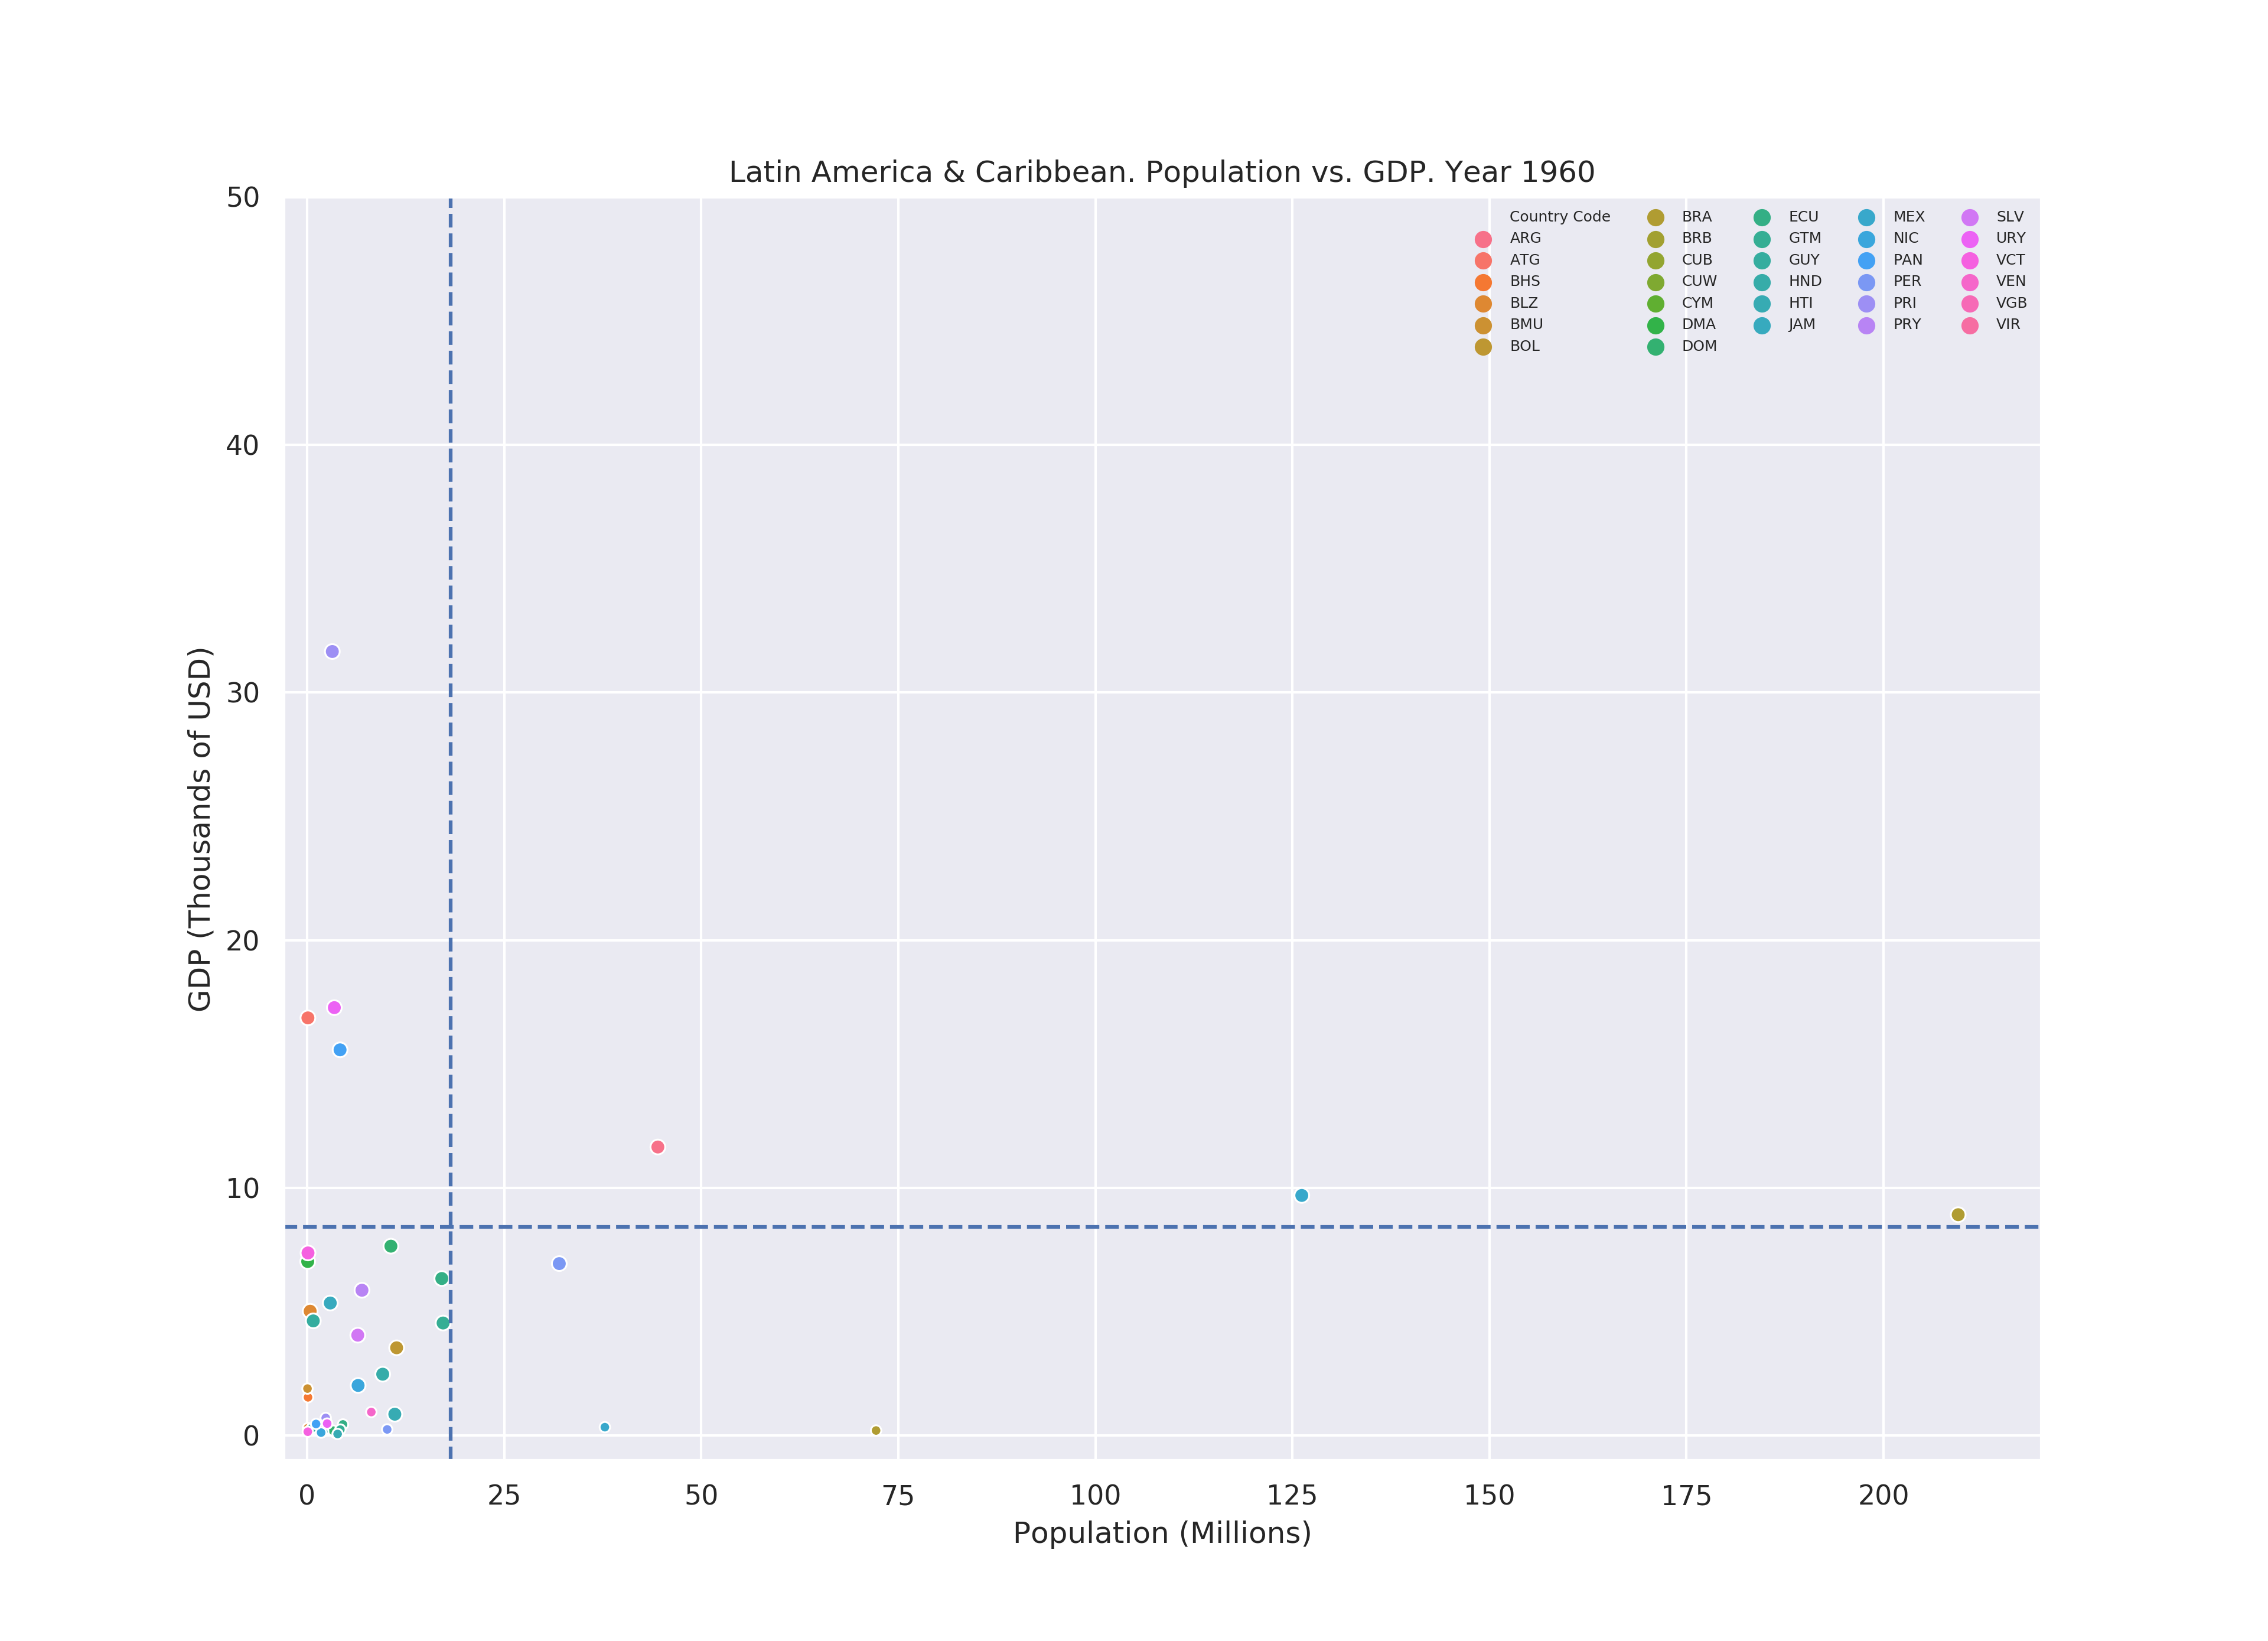 Latin America & Caribbean. Population vs. GDP. Year 1960
50
40
30
20
10
0
GDP (Thousands of USD)
Country Code
ARG
ATG
BHS
BLZ
BMU
BOL
BRA
BRB
CUB
CUW
CYM
DMA
DOM
ECU
GTM
GUY
HND
HTI
JAM
MEX
NIC
PAN
PER
PRI
PRY
SLV
URY
VCT
VEN
VGB
VIR
0 25 50 75 100 125 150 175 200
Population (Millions)